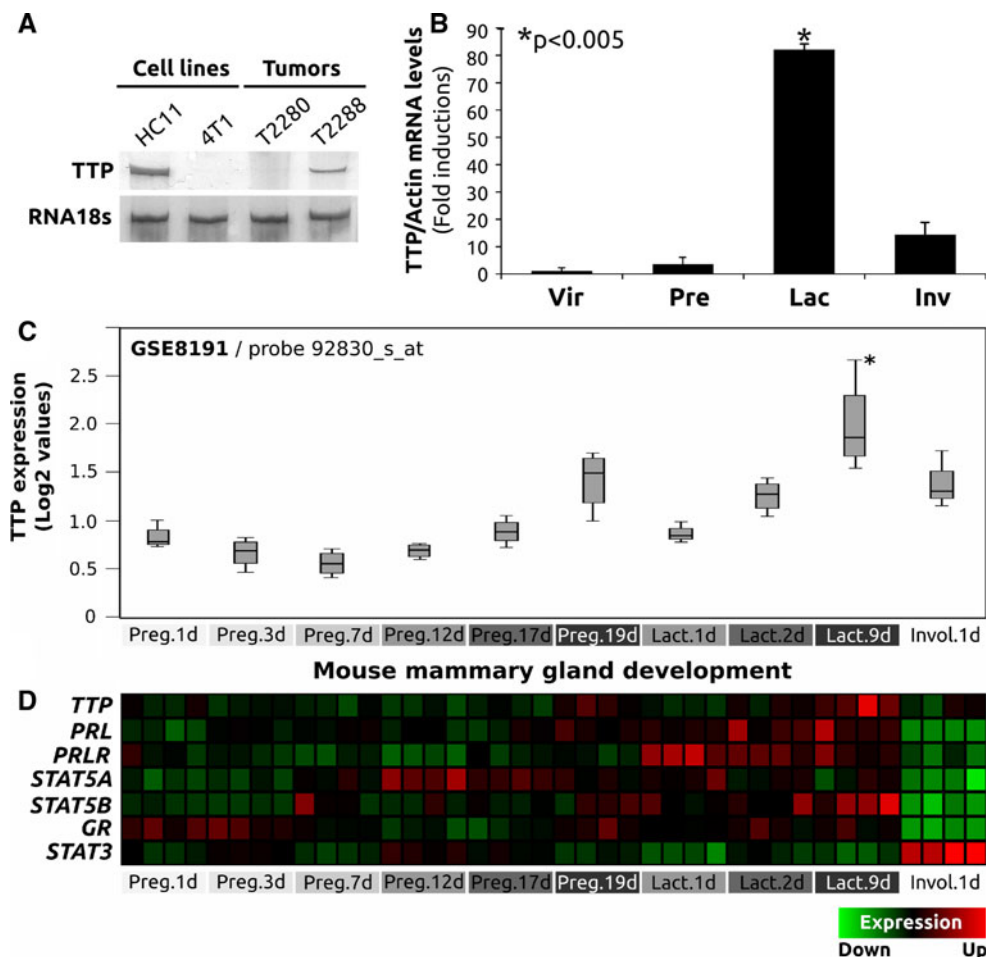 A
Cell lines Tumors
HC11 4T1 T2280 T2288
TTP
RNA18s
B
*p<0.005
*
TTP/Actin mRNA levels
(Fold inductions)
90
80
70
60
50
40
30
20
10
0
Vir Pre Lac Inv
C
GSE8191 / probe 92830_s_at
*
TTP expression
(Log2 values)
2.5
2.0
1.5
1.0
0.5
0
Preg.1d Preg.3d Preg.7d Preg.12d Preg.17d Preg.19d Lact.1d Lact.2d Lact.9d Invol.1d
Mouse mammary gland development
D
TTP
PRL
PRLR
STAT5A
STAT5B
GR
STAT3
Preg.1d Preg.3d Preg.7d Preg.12d Preg.17d Preg.19d Lact.1d Lact.2d Lact.9d Invol.1d
Expression
Down Up